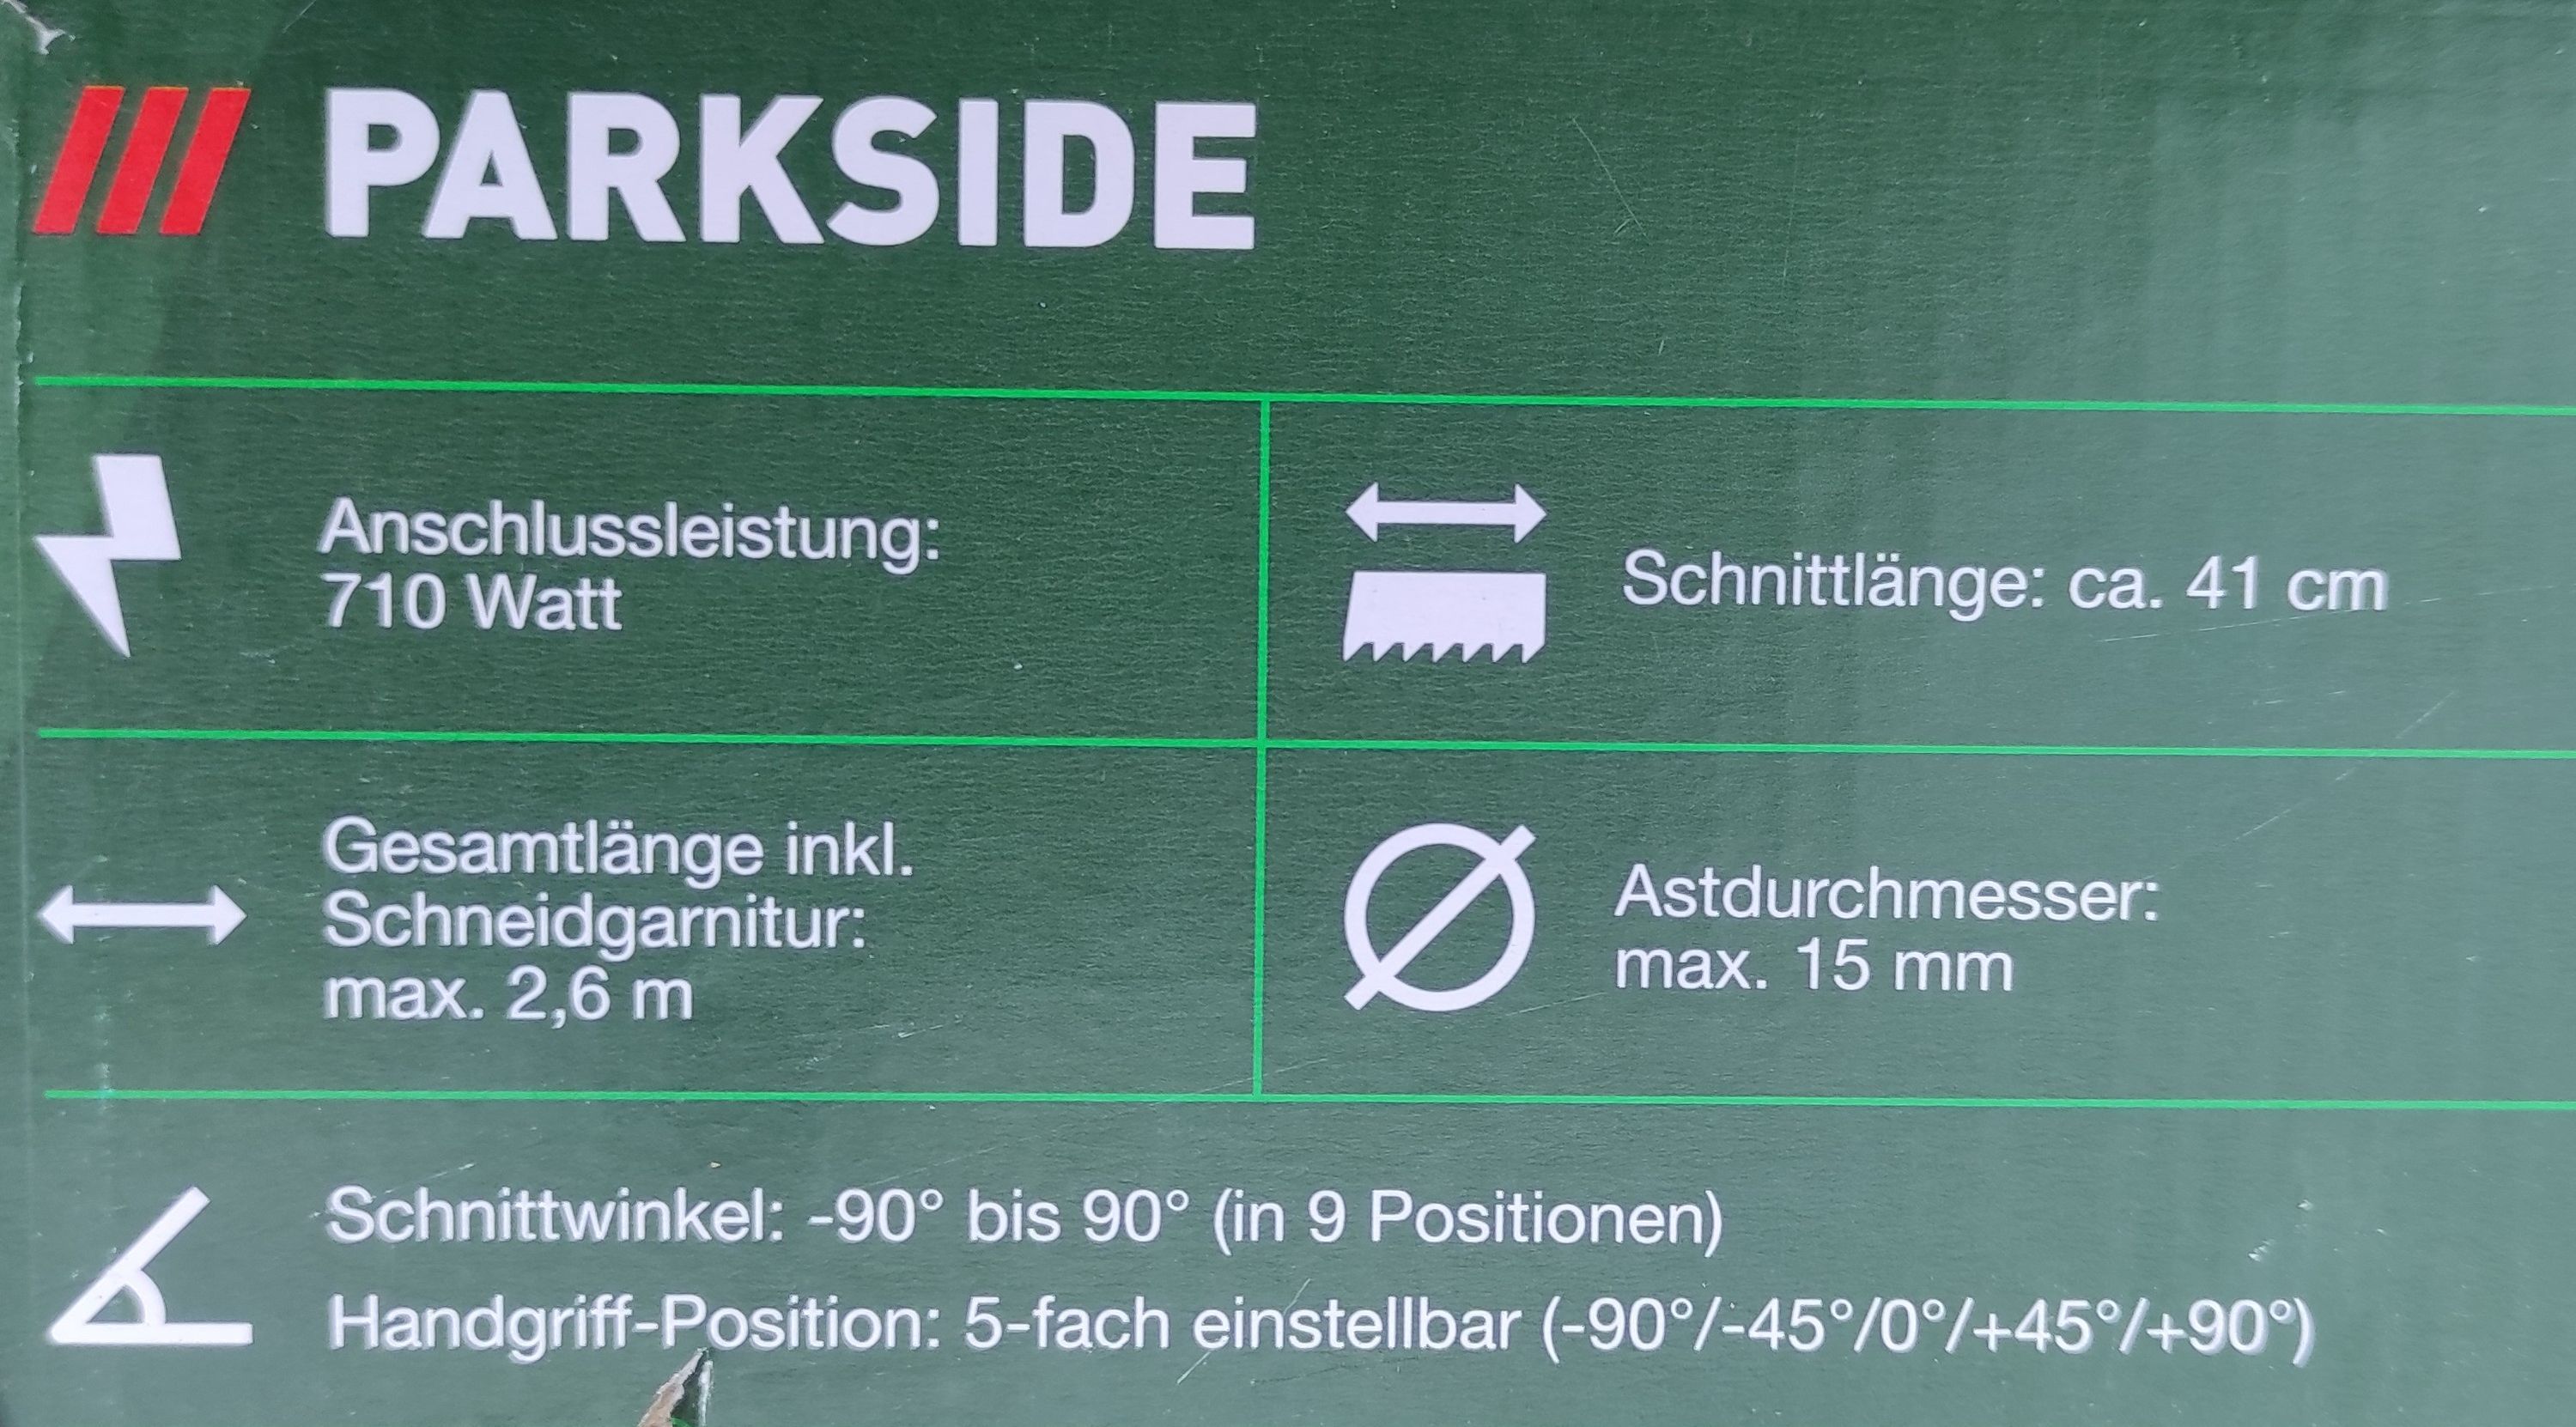 PARKSIDE
Anschlussleistung:
710 Watt
Schnittlänge: ca. 41 cm
Gesamtlänge inkl.
Schneidgarnitur:
max. 2,6 m
Astdurchmesser:
max. 15 mm
Schnittwinkel: -90° bis 90° (in 9 Positionen)
Handgriff-Position: 5-fach einstellbar (-90°/-45°/0°/+45°/+90°)